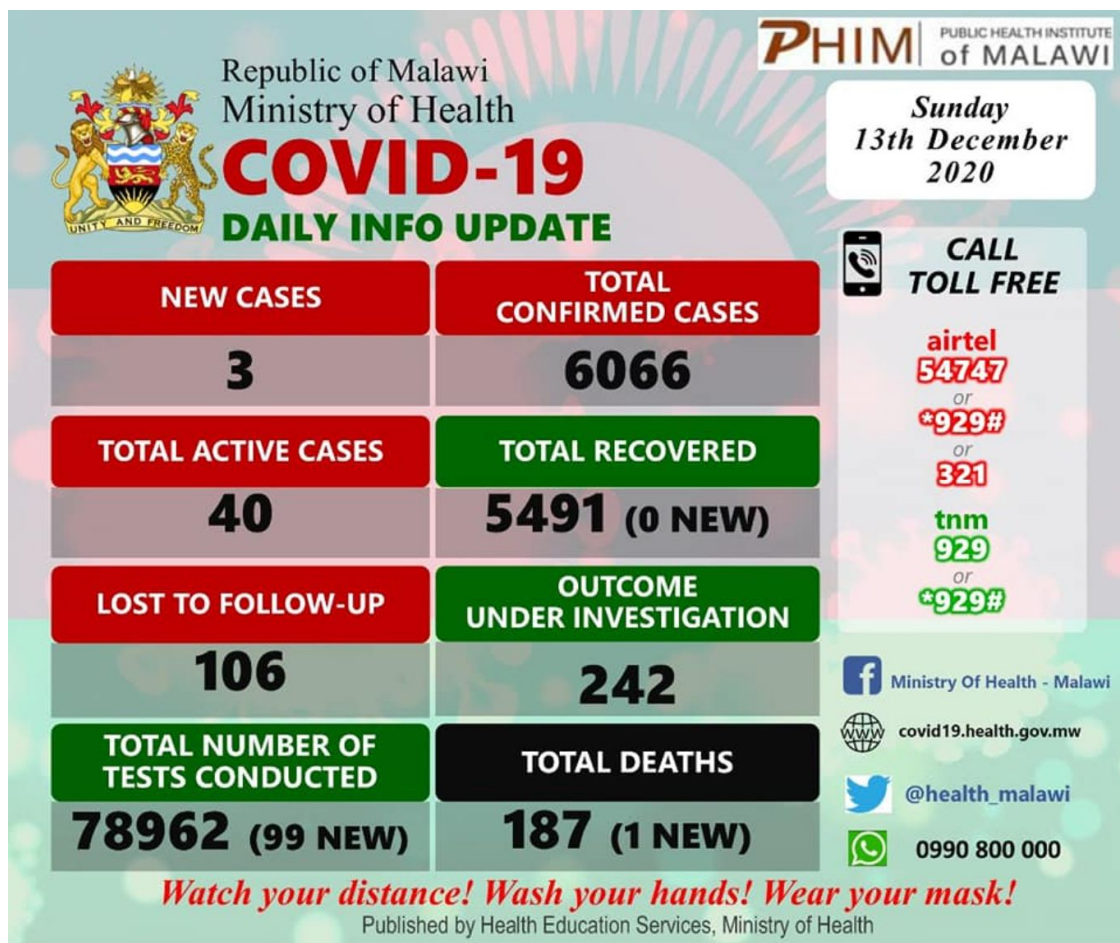 PHIM
PUBLIC HEALTH INSTITUTE
of MALAWI
Republic of Malawi
Ministry of Health
COVID-19
DAILY INFO UPDATE
UNITY AND FREEDOM
Sunday
13th December
2020
NEW CASES
3
TOTAL
CONFIRMED CASES
6066
TOTAL ACTIVE CASES
40
TOTAL RECOVERED
5491 (0 NEW)
LOST TO FOLLOW-UP
106
OUTCOME
UNDER INVESTIGATION
242
TOTAL NUMBER OF
TESTS CONDUCTED
78962 (99 NEW)
TOTAL DEATHS
187 (1 NEW)
CALL
TOLL FREE
airtel
54747
or
*929#
or
321
tnm
929
or
*929#
Ministry Of Health - Malawi
www
covid19.health.gov.mw
@health_malawi
0990 800 000
Watch your distance! Wash your hands! Wear your mask!
Published by Health Education Services, Ministry of Health